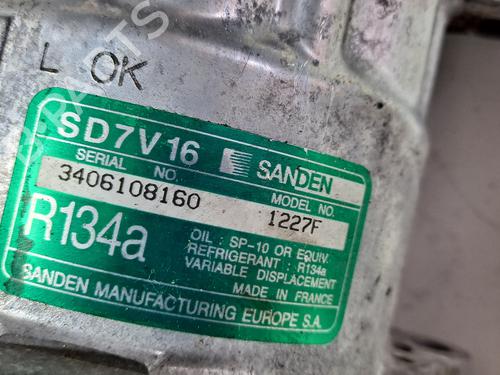 L OK
SD7V16 SANDEN
SERIAL NO. MODEL NO.
3406108160 1227F
R134a
OIL : SP-10 OR EQUIV.
REFRIGERANT : R134a
VARIABLE DISPLACEMENT
MADE IN FRANCE
SANDEN MANUFACTURING EUROPE S.A.